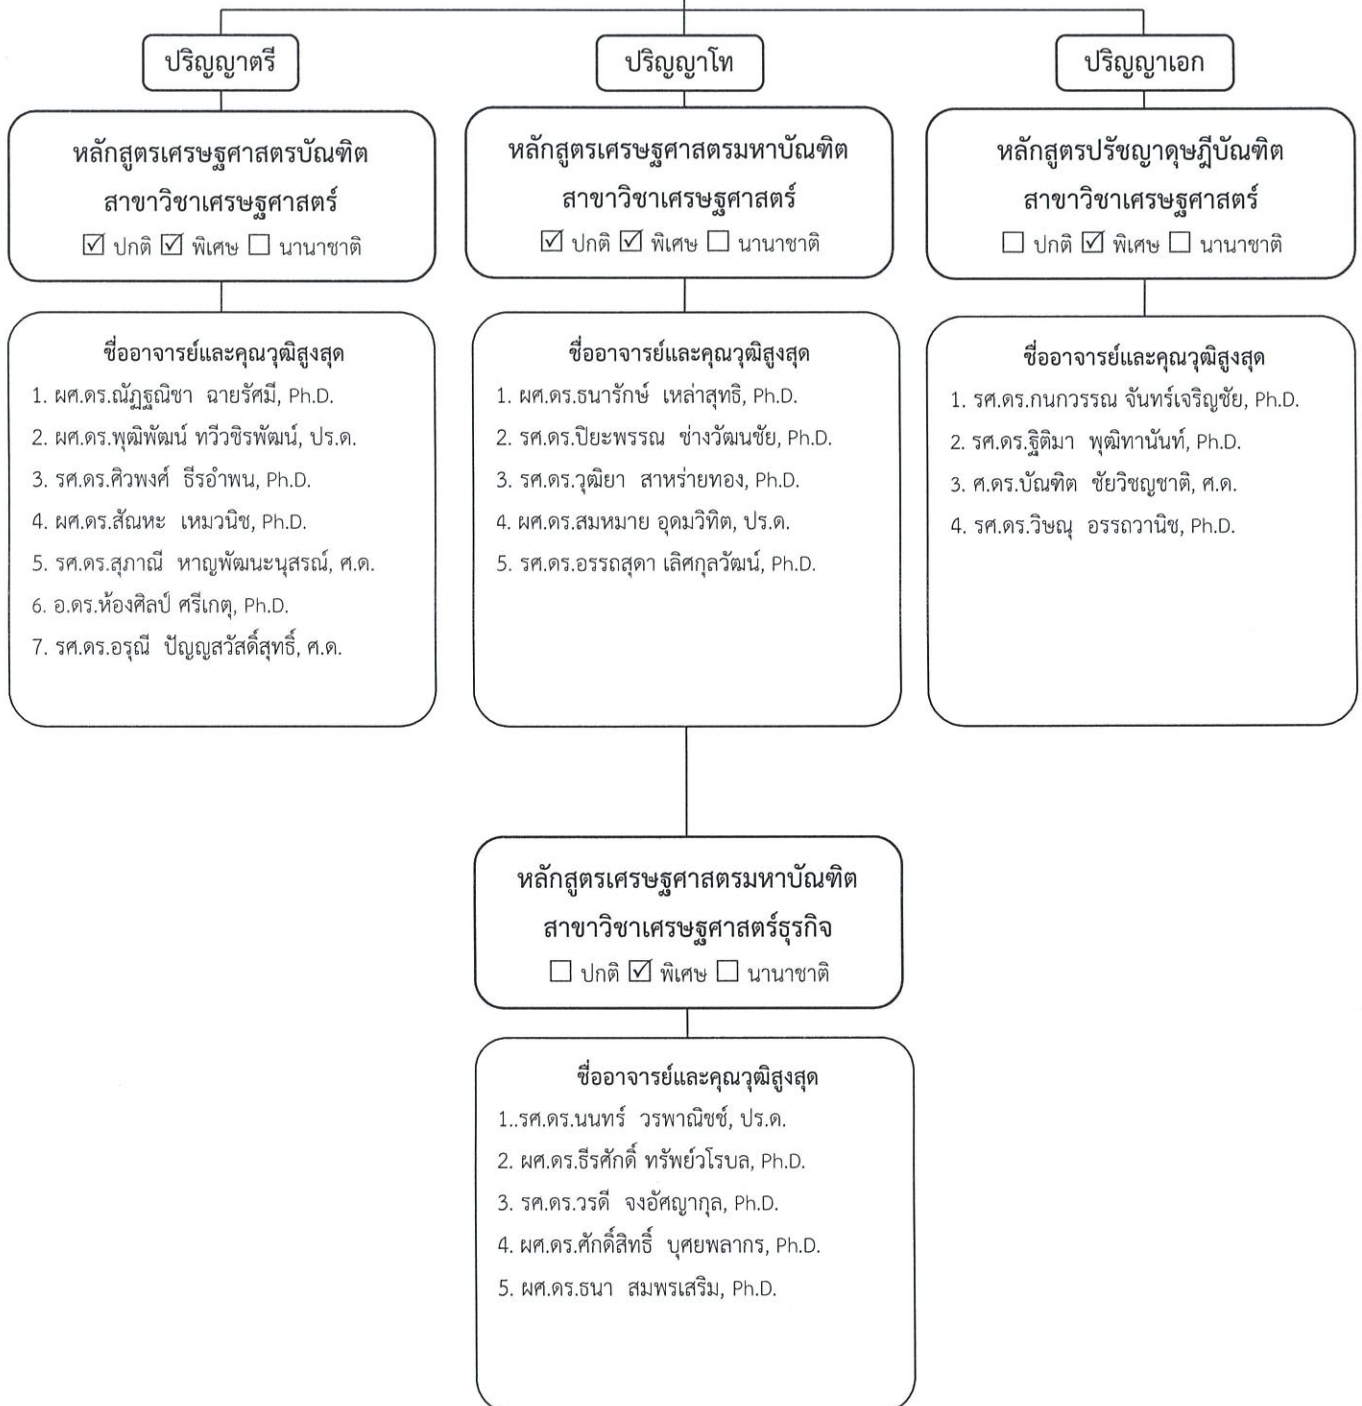 ปริญญาตรี
หลักสูตรเศรษฐศาสตรบัณฑิต
สาขาวิชาเศรษฐศาสตร์
☑ ปกติ ☑ พิเศษ ☐ นานาชาติ
ชื่ออาจารย์และคุณวุฒิสูงสุด
1. ผศ.ดร.ณัฏฐณิชา ฉายรัศมี, Ph.D.
2. ผศ.ดร.พุฒิพัฒน์ ทวีวชิรพัฒน์, ปร.ด.
3. รศ.ดร.ศิวพงศ์ ธีรอำพน, Ph.D.
4. ผศ.ดร.สัณหะ เหมวนิช, Ph.D.
5. รศ.ดร.สุภาณี หาญพัฒนะนุสรณ์, ศ.ด.
6. อ.ดร.ห้องศิลป์ ศรีเกตุ, Ph.D.
7. รศ.ดร.อรุณี ปัญญสวัสดิ์สุทธิ์, ศ.ด.
ปริญญาโท
หลักสูตรเศรษฐศาสตรมหาบัณฑิต
สาขาวิชาเศรษฐศาสตร์
☑ ปกติ ☑ พิเศษ ☐ นานาชาติ
ชื่ออาจารย์และคุณวุฒิสูงสุด
1. ผศ.ดร.ธนารักษ์ เหล่าสุทธิ, Ph.D.
2. รศ.ดร.ปิยะพรรณ ช่างวัฒนชัย, Ph.D.
3. รศ.ดร.วุฒิยา สาหร่ายทอง, Ph.D.
4. ผศ.ดร.สมหมาย อุดมวิทิต, ปร.ด.
5. รศ.ดร.อรรถสุดา เลิศกุลวัฒน์, Ph.D.
หลักสูตรเศรษฐศาสตรมหาบัณฑิต
สาขาวิชาเศรษฐศาสตร์ธุรกิจ
☐ ปกติ ☑ พิเศษ ☐ นานาชาติ
ชื่ออาจารย์และคุณวุฒิสูงสุด
1..รศ.ดร.นนทร์ วรพาณิชช์, ปร.ด.
2. ผศ.ดร.ธีรศักดิ์ ทรัพย์วโรบล, Ph.D.
3. รศ.ดร.วรดี จงอัศญากุล, Ph.D.
4. ผศ.ดร.ศักดิ์สิทธิ์ บุศยพลากร, Ph.D.
5. ผศ.ดร.ธนา สมพรเสริม, Ph.D.
ปริญญาเอก
หลักสูตรปรัชญาดุษฎีบัณฑิต
สาขาวิชาเศรษฐศาสตร์
☐ ปกติ ☑ พิเศษ ☐ นานาชาติ
ชื่ออาจารย์และคุณวุฒิสูงสุด
1. รศ.ดร.กนกวรรณ จันทร์เจริญชัย, Ph.D.
2. รศ.ดร.ฐิติมา พุฒิทานันท์, Ph.D.
3. ศ.ดร.บัณฑิต ชัยวิชญชาติ, ศ.ด.
4. รศ.ดร.วิษณุ อรรถวานิช, Ph.D.